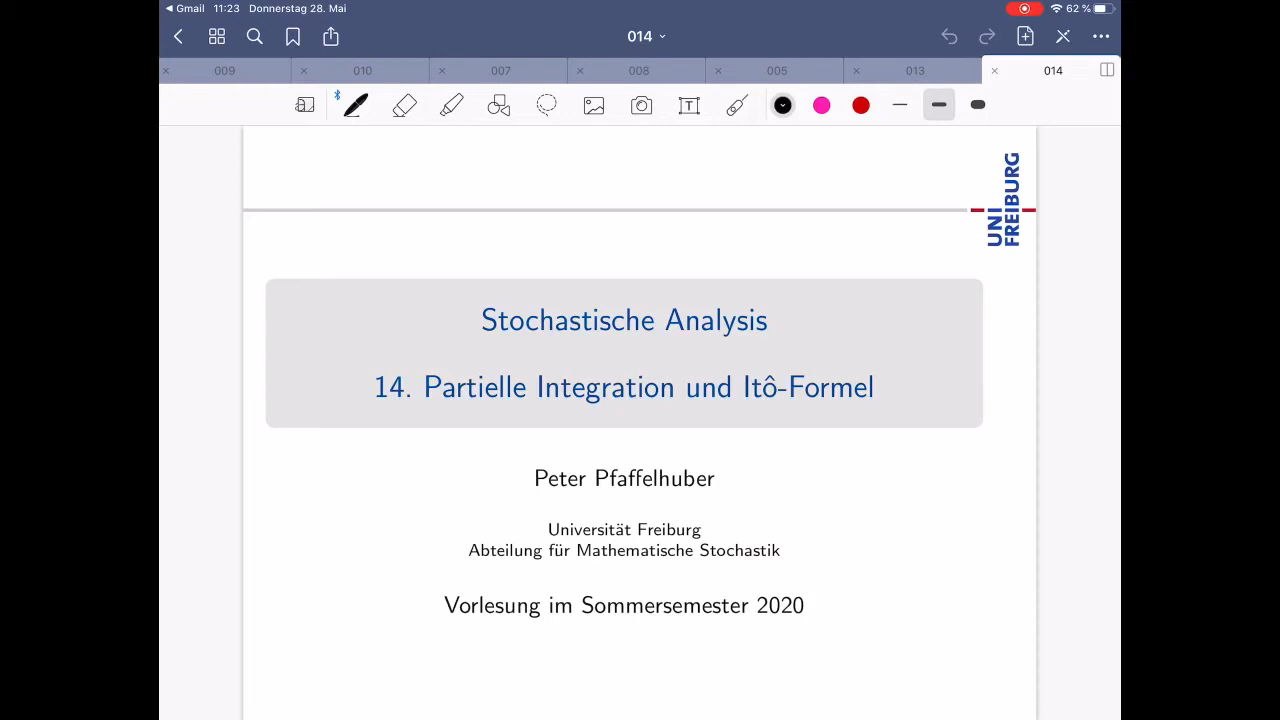 Gmail 11:23 Donnerstag 28. Mai 62 %
014
009 010 007 008 005 013 014
T
UNI
FREIBURG
Stochastische Analysis
14. Partielle Integration und Itô-Formel
Peter Pfaffelhuber
Universität Freiburg
Abteilung für Mathematische Stochastik
Vorlesung im Sommersemester 2020